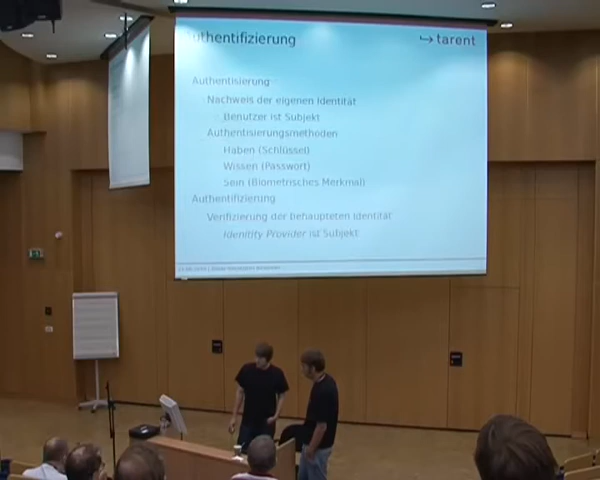 Authentifizierung
tarent
Authentisierung
Nachweis der eigenen Identität
Benutzer ist Subjekt
Authentisierungsmethoden
Haben (Schlüssel)
Wissen (Passwort)
Sein (Biometrisches Merkmal)
Authentifizierung
Verifizierung der behaupteten Identität
Identity Provider ist Subjekt